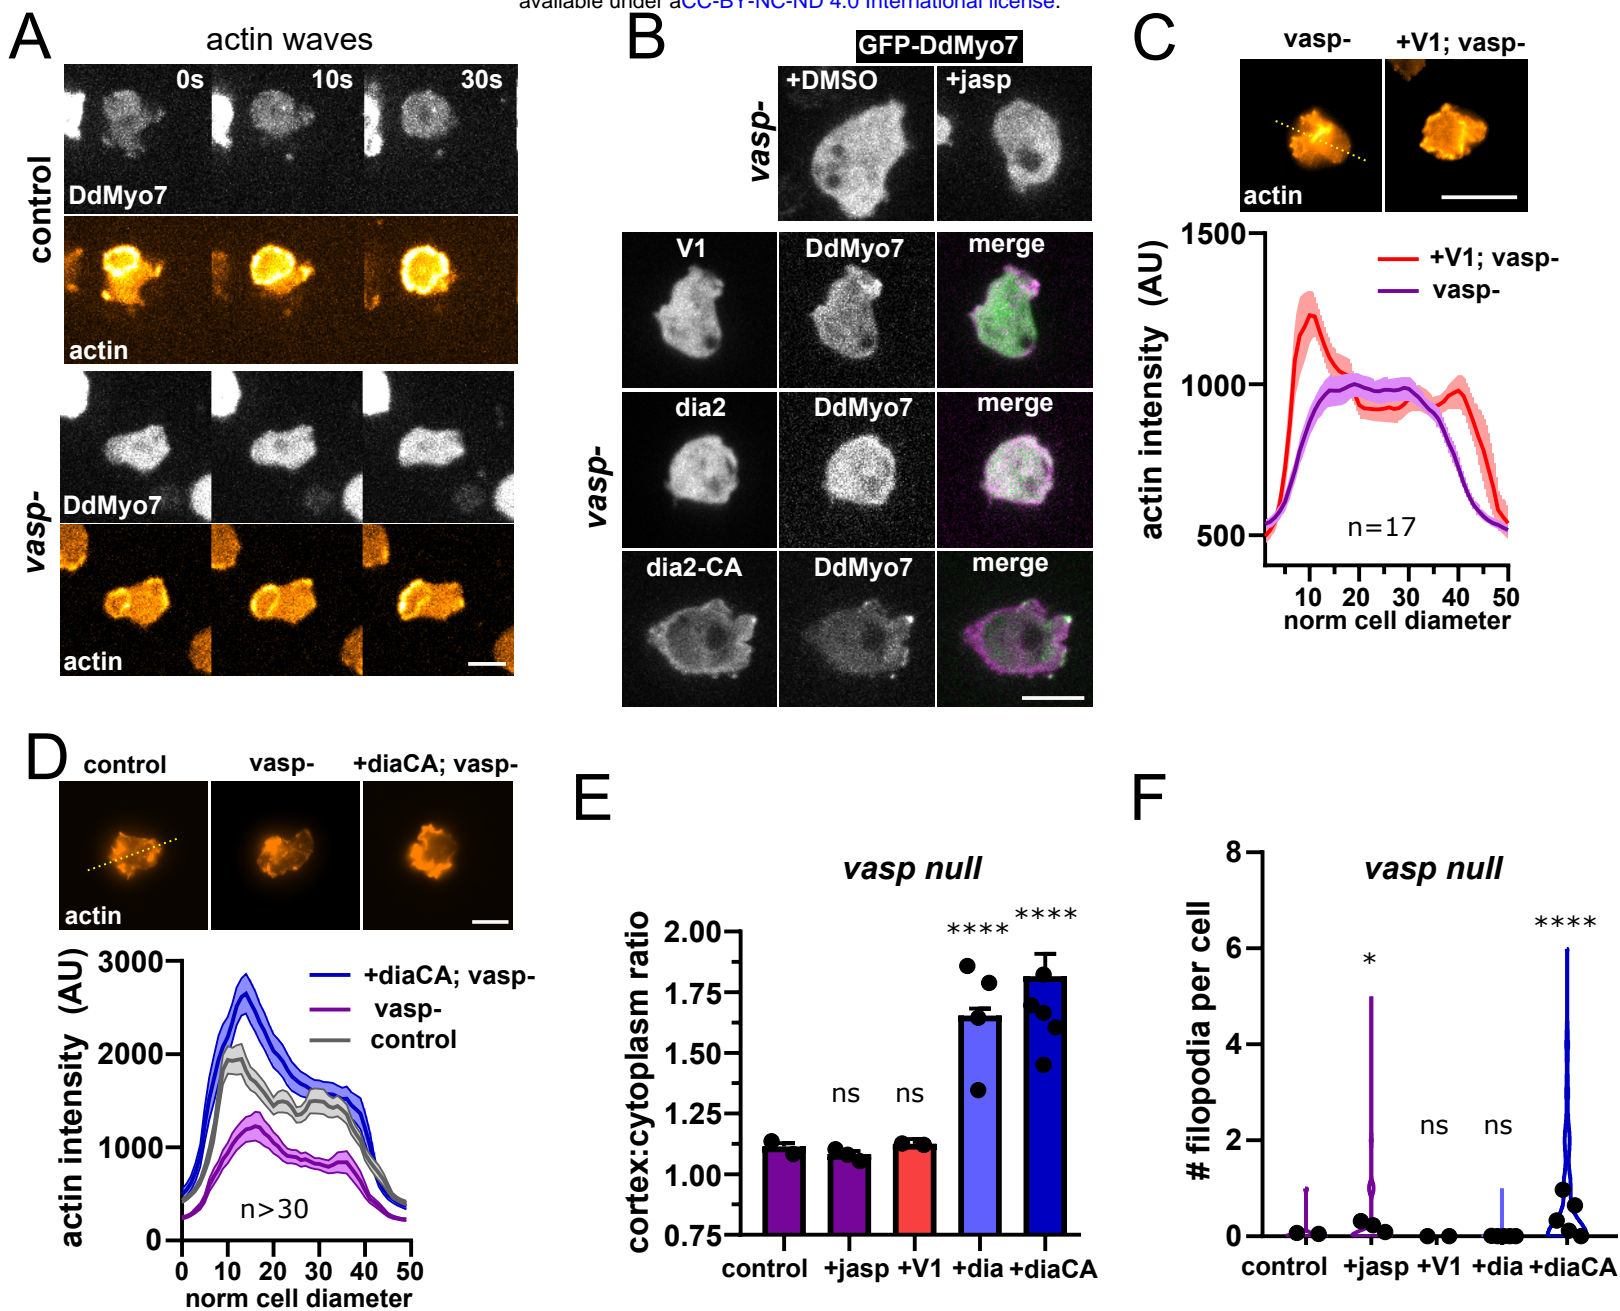 available under aCC-BY-NC-ND 4.0 International license.
A
actin waves
control
0s
10s
30s
DdMyo7
actin
vasp-
DdMyo7
actin
B
GFP-DdMyo7
vasp-
+DMSO
+jasp
vasp-
V1
DdMyo7
merge
dia2
DdMyo7
merge
dia2-CA
DdMyo7
merge
C
vasp-
+V1; vasp-
actin
actin intensity (AU)
1500
1000
500
+V1; vasp-
vasp-
n=17
10 20 30 40 50
norm cell diameter
D
control
vasp-
+diaCA; vasp-
actin
actin intensity (AU)
3000
2000
1000
0
+diaCA; vasp-
vasp-
control
n>30
0 10 20 30 40 50
norm cell diameter
E
vasp null
cortex:cytoplasm ratio
2.00
1.75
1.50
1.25
1.00
0.75
ns
ns
****
****
control +jasp +V1 +dia +diaCA
F
vasp null
# filopodia per cell
8
6
4
2
0
*
ns
ns
****
control +jasp +V1 +dia +diaCA